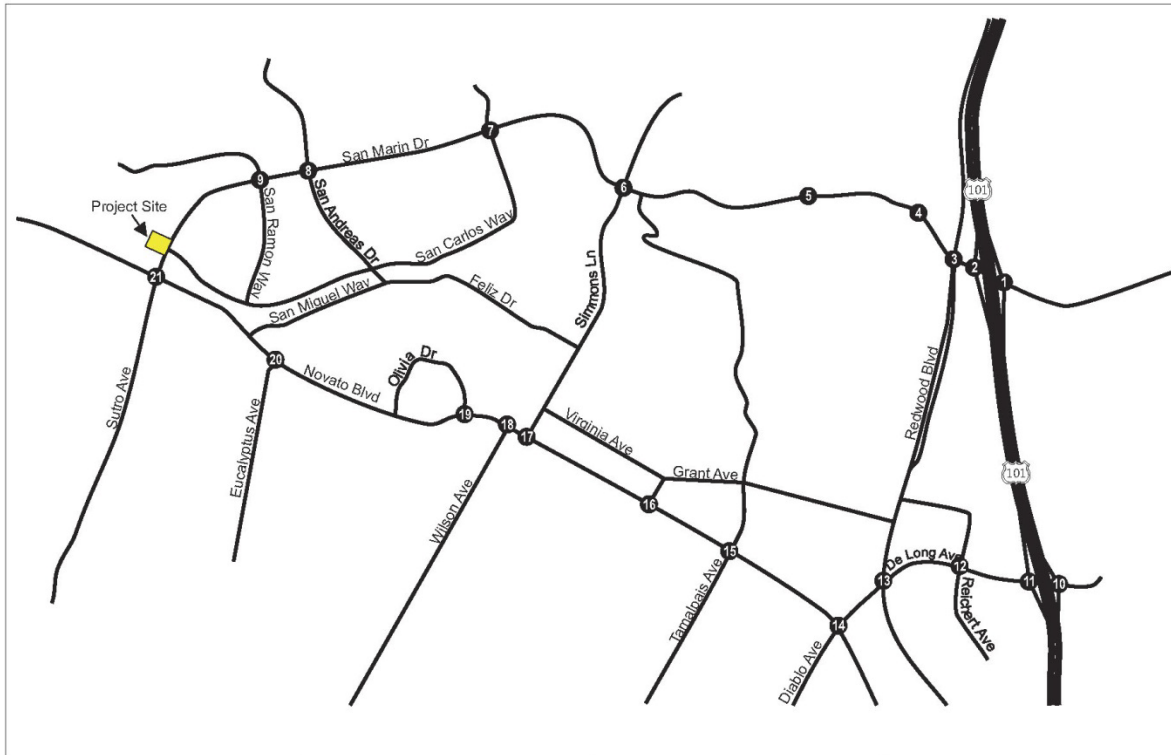 7
San Marin Dr
8
9
6
101
5
Project Site
San Ramon Way
San Andreas Dr
San Carlos Way
4
3
2
1
21
San Miquel Way
Feliz Dr
Simmons Ln
Olivia Dr
20
Novato Blvd
Redwood Blvd
Sutro Ave
Eucalyptus Ave
19
18
17
Virginia Ave
Grant Ave
101
Wilson Ave
16
15
De Long Ave
12
13
11
10
Reichert Ave
Tamalpais Ave
14
Diablo Ave